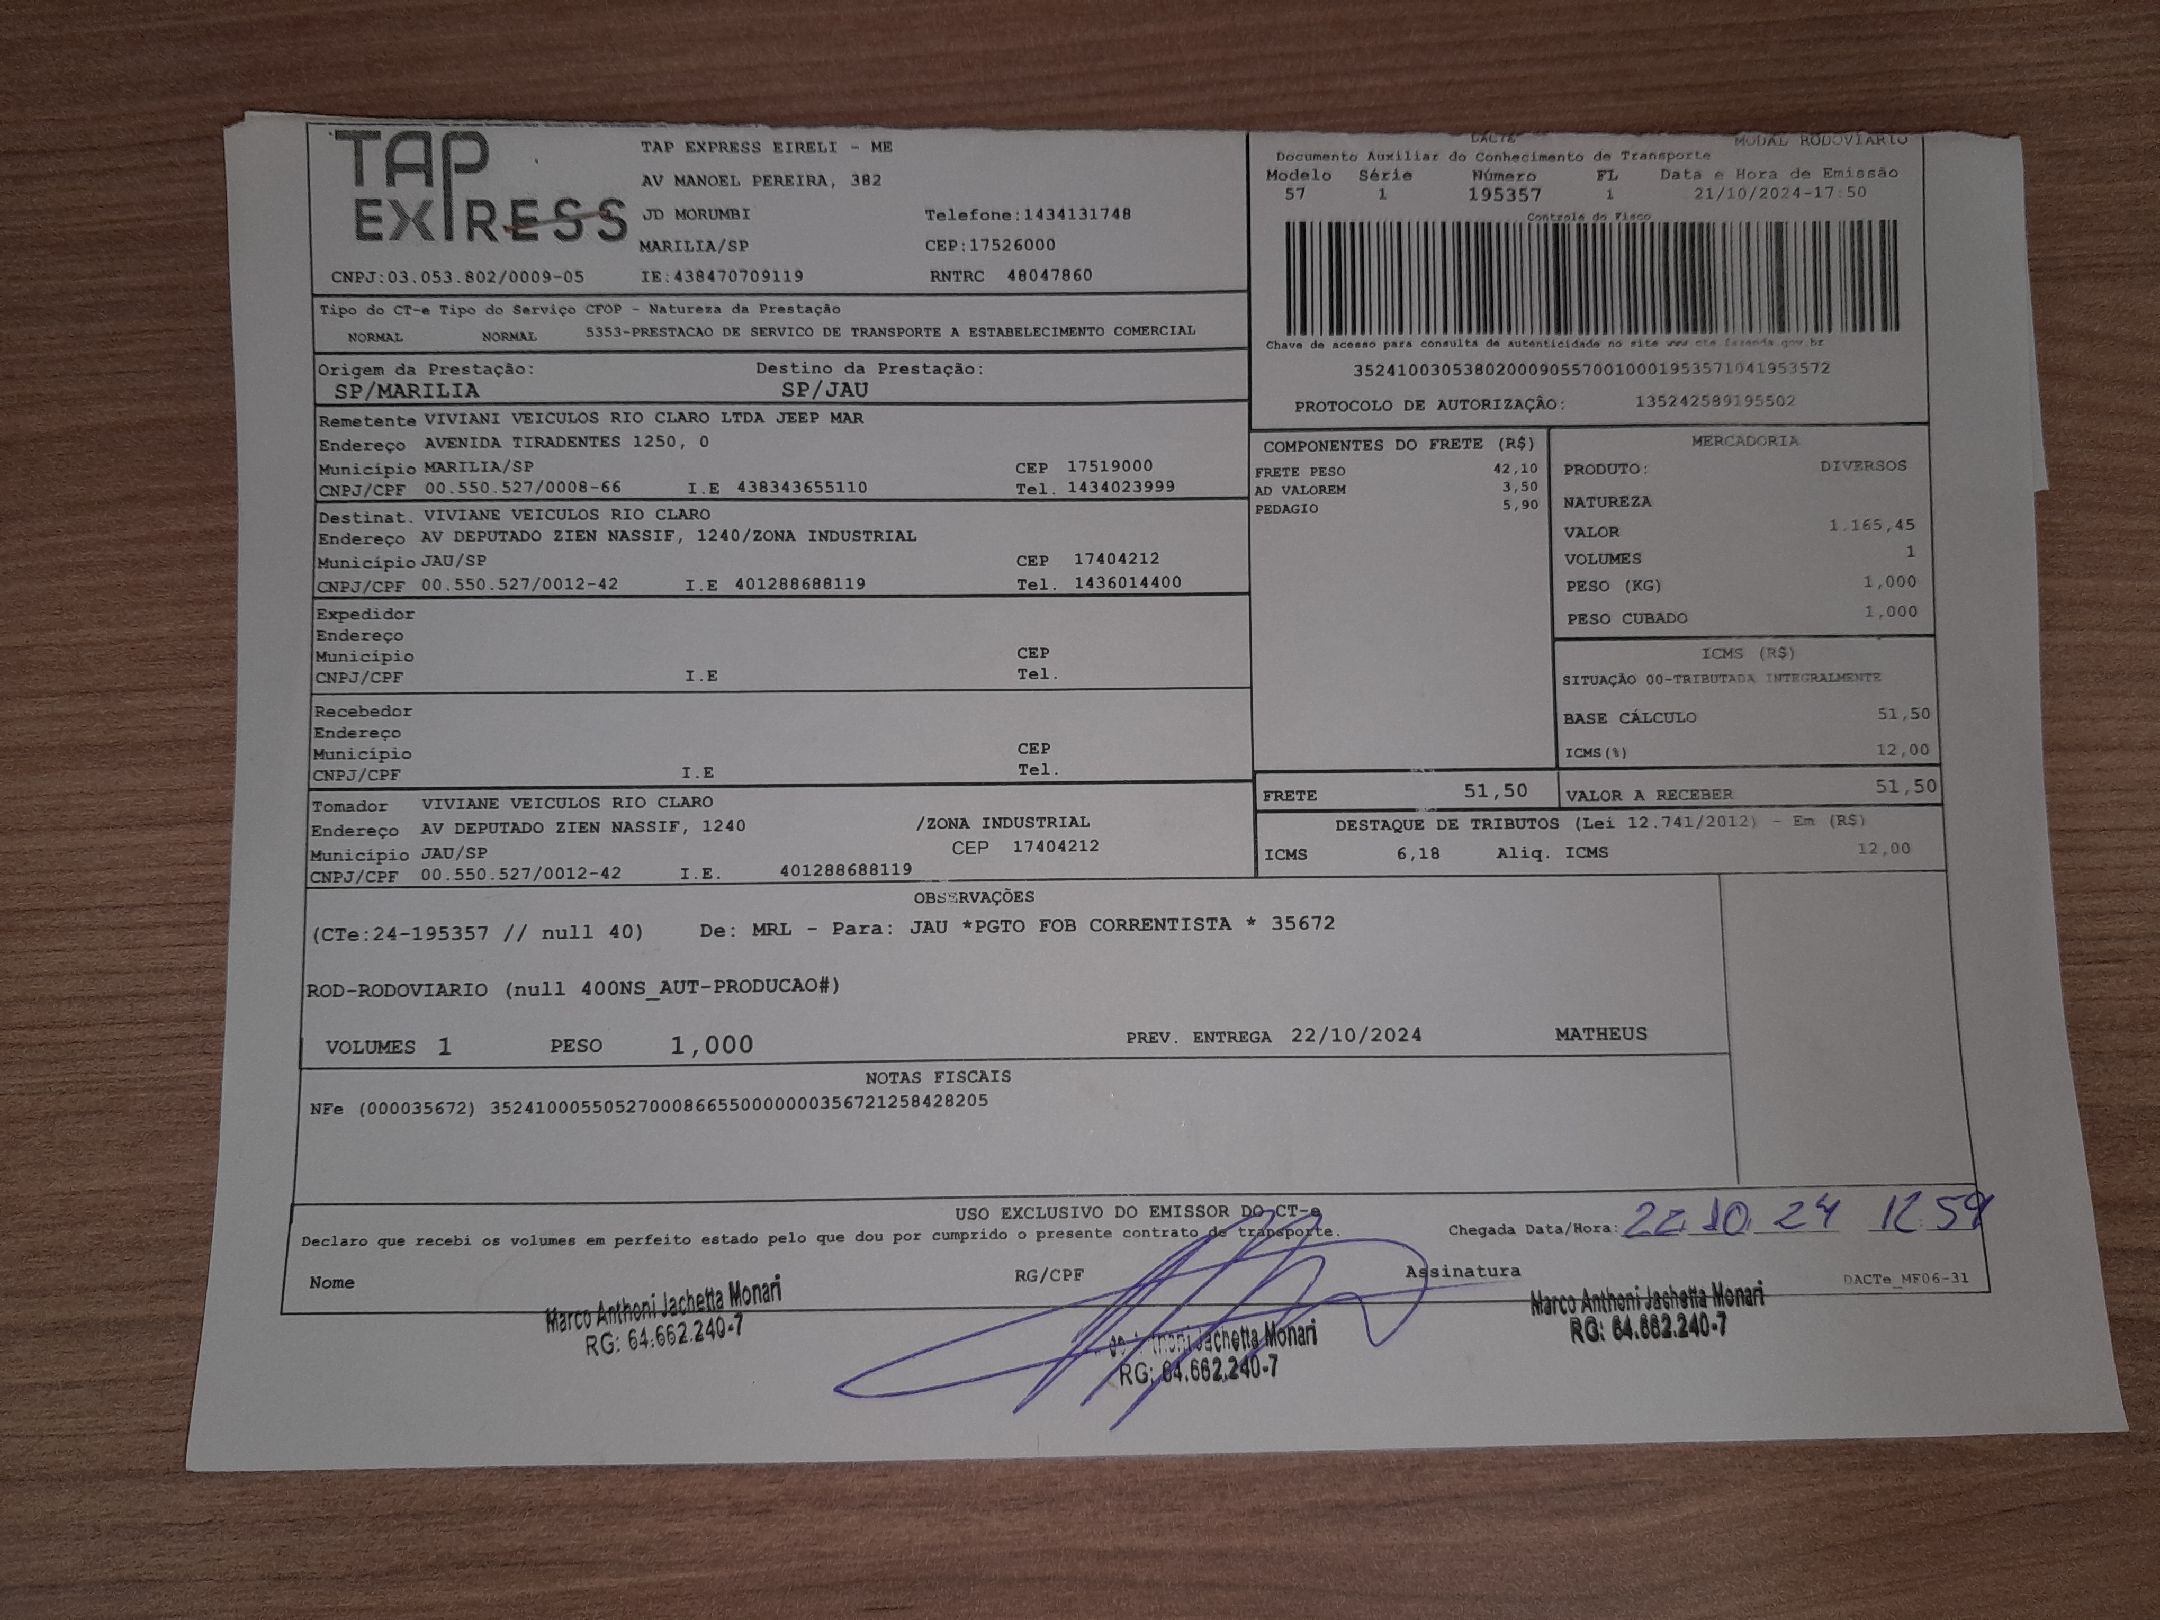 TAP EXPRESS
TAP EXPRESS EIRELI - ME
AV MANOEL PEREIRA, 382
JD MORUMBI Telefone:1434131748
MARILIA/SP CEP:17526000
CNPJ:03.053.802/0009-05 IE:438470709119 RNTRC 48047860
DACTE MODAL RODOVIARIO
Documento Auxiliar do Conhecimento de Transporte
Modelo Série Número FL Data e Hora de Emissão
57 1 195357 1 21/10/2024-17:50
Controle do Fisco
Chave de acesso para consulta de autenticidade no site www.cte.fazenda.gov.br
35241003053802000905570010001953571041953572
PROTOCOLO DE AUTORIZAÇÂO: 135242589195502
Tipo do CT-e Tipo do Serviço CFOP - Natureza da Prestação
NORMAL NORMAL 5353-PRESTACAO DE SERVICO DE TRANSPORTE A ESTABELECIMENTO COMERCIAL
Origem da Prestação: Destino da Prestação:
SP/MARILIA SP/JAU
Remetente VIVIANI VEICULOS RIO CLARO LTDA JEEP MAR
Endereço AVENIDA TIRADENTES 1250, 0
Município MARILIA/SP CEP 17519000
CNPJ/CPF 00.550.527/0008-66 I.E 438343655110 Tel. 1434023999
Destinat. VIVIANE VEICULOS RIO CLARO
Endereço AV DEPUTADO ZIEN NASSIF, 1240/ZONA INDUSTRIAL
Município JAU/SP CEP 17404212
CNPJ/CPF 00.550.527/0012-42 I.E 401288688119 Tel. 1436014400
Expedidor
Endereço
Município CEP
CNPJ/CPF I.E Tel.
Recebedor
Endereço
Município CEP
CNPJ/CPF I.E Tel.
Tomador VIVIANE VEICULOS RIO CLARO
Endereço AV DEPUTADO ZIEN NASSIF, 1240 /ZONA INDUSTRIAL
Município JAU/SP CEP 17404212
CNPJ/CPF 00.550.527/0012-42 I.E. 401288688119
COMPONENTES DO FRETE (R$)
FRETE PESO 42,10
AD VALOREM 3,50
PEDAGIO 5,90
MERCADORIA
PRODUTO: DIVERSOS
NATUREZA
VALOR 1.165,45
VOLUMES 1
PESO (KG) 1,000
PESO CUBADO 1,000
ICMS (R$)
SITUAÇÃO 00-TRIBUTADA INTEGRALMENTE
BASE CÁLCULO 51,50
ICMS(%) 12,00
FRETE 51,50 VALOR A RECEBER 51,50
DESTAQUE DE TRIBUTOS (Lei 12.741/2012) - Em (R$)
ICMS 6,18 Aliq. ICMS 12,00
OBSERVAÇÕES
(CTe:24-195357 // null 40) De: MRL - Para: JAU *PGTO FOB CORRENTISTA * 35672
ROD-RODOVIARIO (null 400NS_AUT-PRODUCAO#)
VOLUMES 1 PESO 1,000 PREV. ENTREGA 22/10/2024 MATHEUS
NOTAS FISCAIS
NFe (000035672) 35241000550527000866550000000356721258428205
USO EXCLUSIVO DO EMISSOR DO CT-e
Declaro que recebi os volumes em perfeito estado pelo que dou por cumprido o presente contrato de transporte.
Chegada Data/Hora: 22.10.24 12:59
Nome RG/CPF Assinatura DACTe_MF06-31
Marco Anthoni Jachetta Monari
RG: 64.662.240-7
Anthoni Jachetta Monari
RG: 64.662.240-7
Marco Anthoni Jachetta Monari
RG: 64.662.240-7